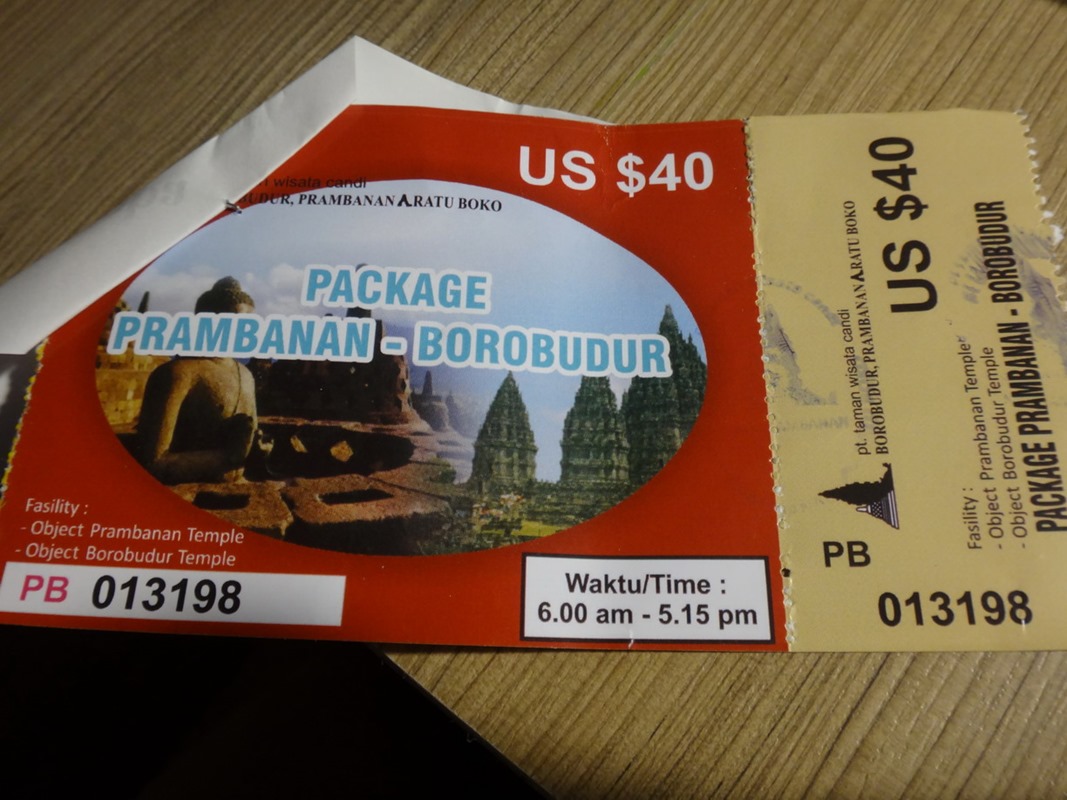 US $40
wisata candi
BUDUR, PRAMBANAN RATU BOKO
PACKAGE
PRAMBANAN - BOROBUDUR
Fasility :
- Object Prambanan Temple
- Object Borobudur Temple
PB 013198
Waktu/Time :
6.00 am - 5.15 pm
US $40
pt. taman wisata candi
BOROBUDUR, PRAMBANAN RATU BOKO
PACKAGE PRAMBANAN - BOROBUDUR
Fasility :
- Object Prambanan Temple
- Object Borobudur Temple
PB
013198